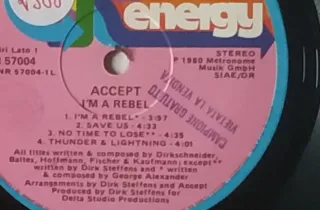 energy
Giri Lato 1
57004
NR 57004-1L
STEREO
℗ 1980 Metronome
Musik GmbH
SIAE/DR
ACCEPT
I'M A REBEL
1. I'M A REBEL* - 3:57
2. SAVE US - 4:33
3. NO TIME TO LOSE** - 4:35
4. THUNDER & LIGHTNING - 4:01
CAMPIONE GRATUITO
VIETATA LA VENDITA
All titles written & composed by Dirkschneider,
Baltes, Hoffmann, Fischer & Kaufmann; except**
written by Dirk Steffens and * written
& composed by George Alexander
Arrangements by Dirk Steffens and Accept
Produced by Dirk Steffens for
Delta Studio Productions